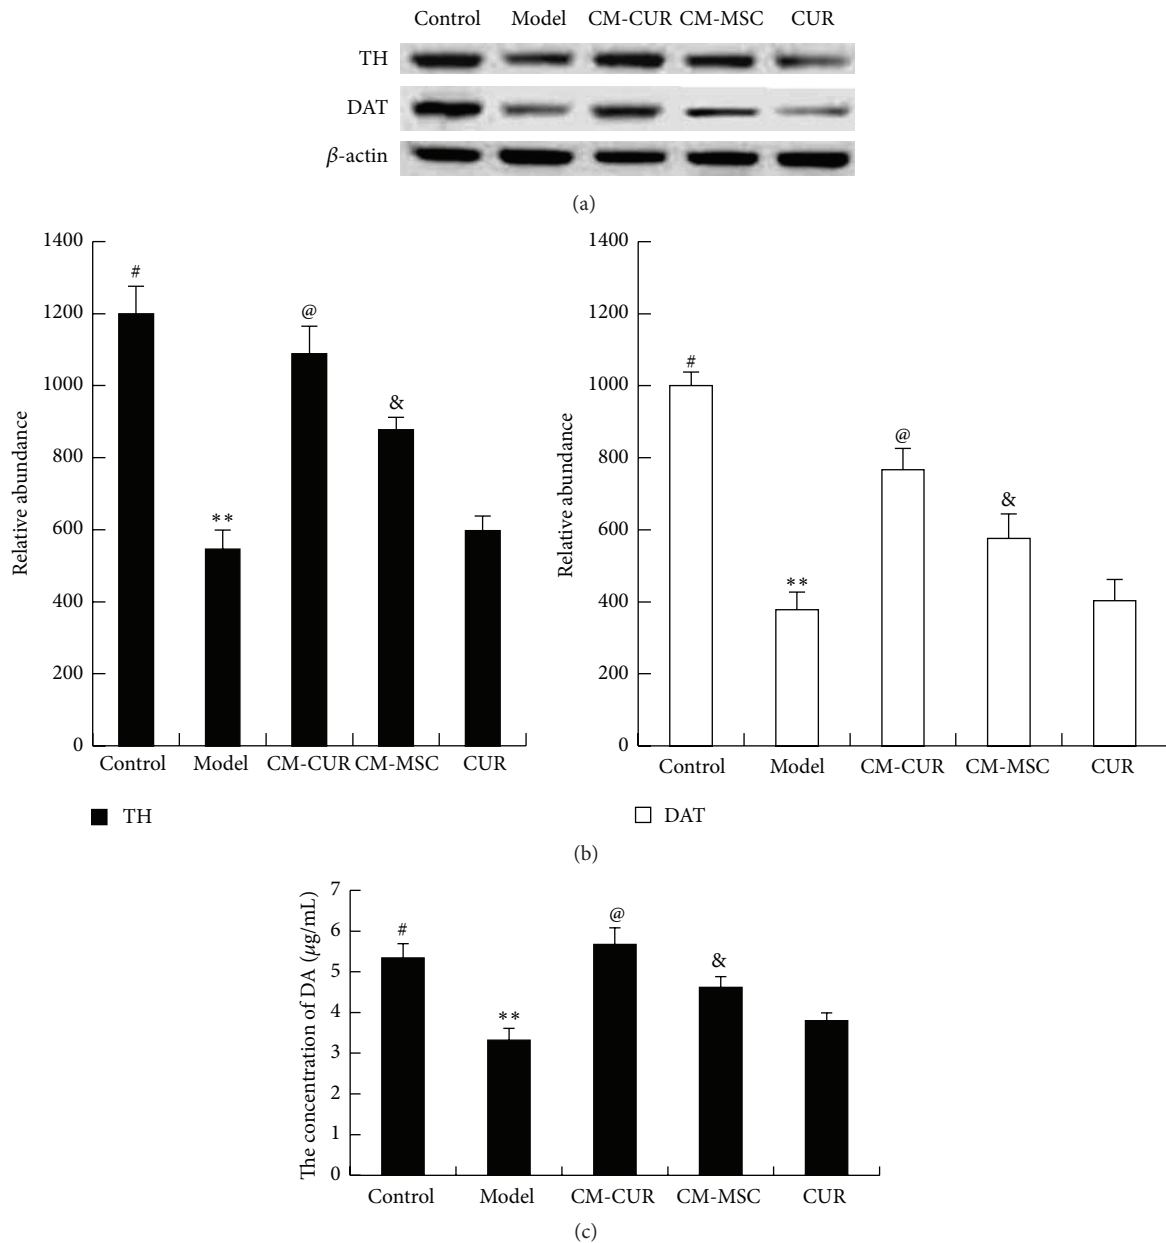 Control Model CM-CUR CM-MSC CUR
TH
DAT
β-actin
(a)
1400
1200
1000
800
600
400
200
0
Relative abundance
#
**
@
&
Control Model CM-CUR CM-MSC CUR
TH
1400
1200
1000
800
600
400
200
0
Relative abundance
#
**
@
&
Control Model CM-CUR CM-MSC CUR
DAT
(b)
7
6
5
4
3
2
1
0
The concentration of DA (μg/mL)
#
**
@
&
Control Model CM-CUR CM-MSC CUR
(c)